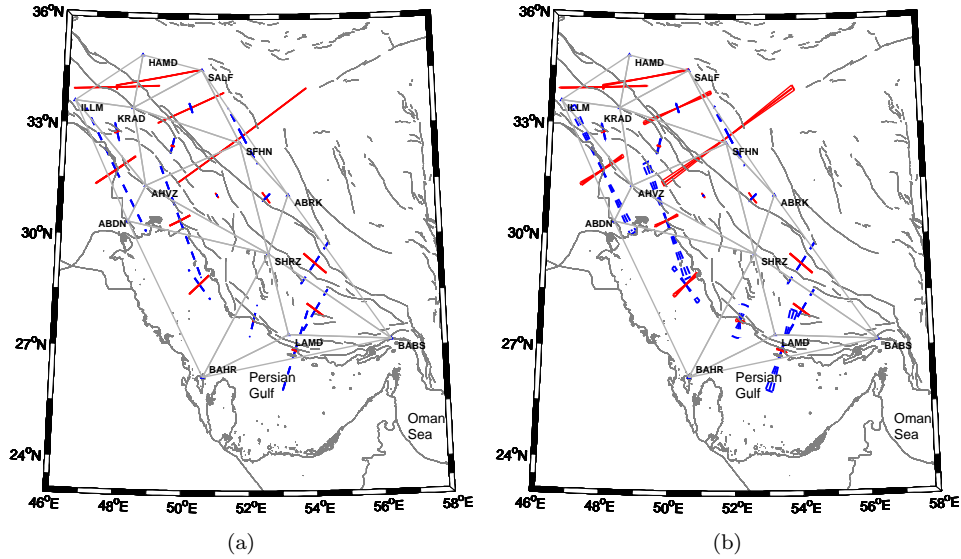 36°N
33°N
30°N
27°N
24°N
46°E
50°E
52°E
54°E
56°E
58°E
HAMD
SALF
ILLM
KRAD
SFHN
AHVZ
ABRK
ABDN
SHRZ
LAMD
BABS
BAHR
Persian
Gulf
Oman
Sea
(a)
36°N
33°N
30°N
27°N
24°N
46°E
50°E
52°E
54°E
56°E
58°E
HAMD
SALF
ILLM
KRAD
SFHN
AHVZ
ABRK
ABDN
SHRZ
LAMD
BABS
BAHR
Persian
Gulf
Oman
Sea
(b)